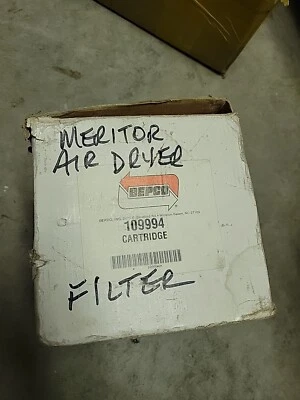 MERITOR
AIR DRYER
BEPCO
109994
CARTRIDGE
FILTER